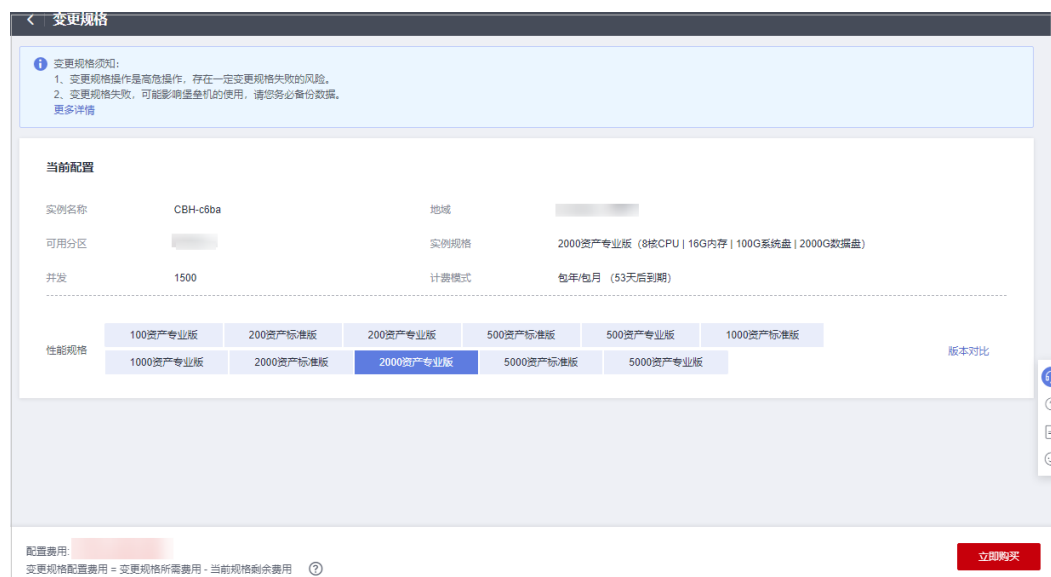 变更规格
变更规格须知:
1、变更规格操作是高危操作，存在一定变更规格失败的风险。
2、变更规格失败，可能影响堡垒机的使用，请您务必备份数据。
更多详情
当前配置
实例名称 CBH-c6ba 地域
可用分区 实例规格 2000资产专业版（8核CPU | 16G内存 | 100G系统盘 | 2000G数据盘）
并发 1500 计费模式 包年/包月 （53天后到期）
性能规格
100资产专业版 200资产标准版 200资产专业版 500资产标准版 500资产专业版 1000资产标准版
1000资产专业版 2000资产标准版 2000资产专业版 5000资产标准版 5000资产专业版
版本对比
配置费用:
变更规格配置费用 = 变更规格所需费用 - 当前规格剩余费用
立即购买